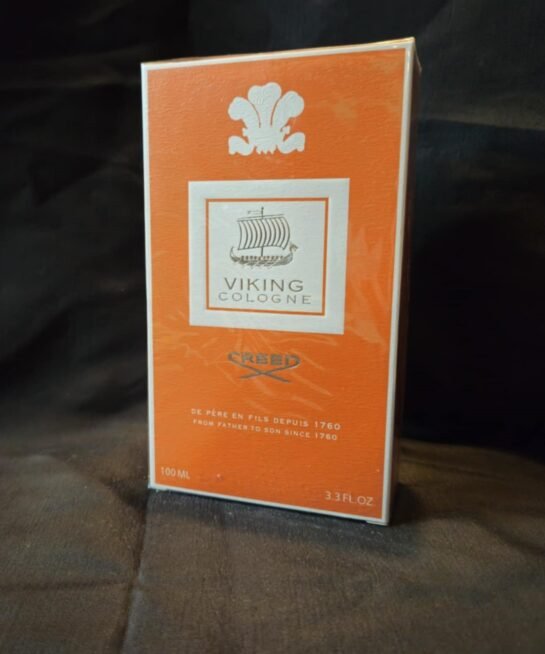 VIKING
COLOGNE
CREED
DE PÈRE EN FILS DEPUIS 1760
FROM FATHER TO SON SINCE 1760
100 ML
3.3 FL.OZ.